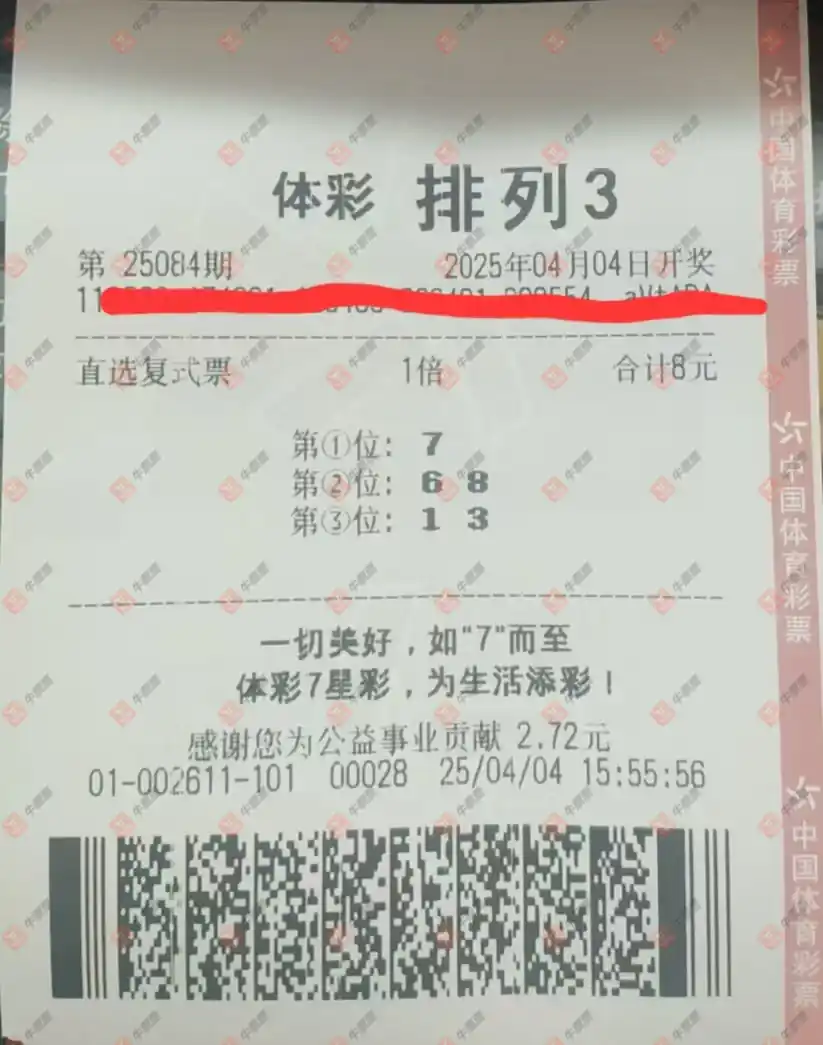 体彩 排列3
第 25084期 2025年04月04日开奖
直选复式票 1倍 合计8元
第①位: 7
第②位: 6 8
第③位: 1 3
一切美好，如"7"而至
体彩7星彩，为生活添彩！
感谢您为公益事业贡献 2.72元
01-002611-101 00028 25/04/04 15:55:56
中国体育彩票
中国体育彩票
中国体育彩票